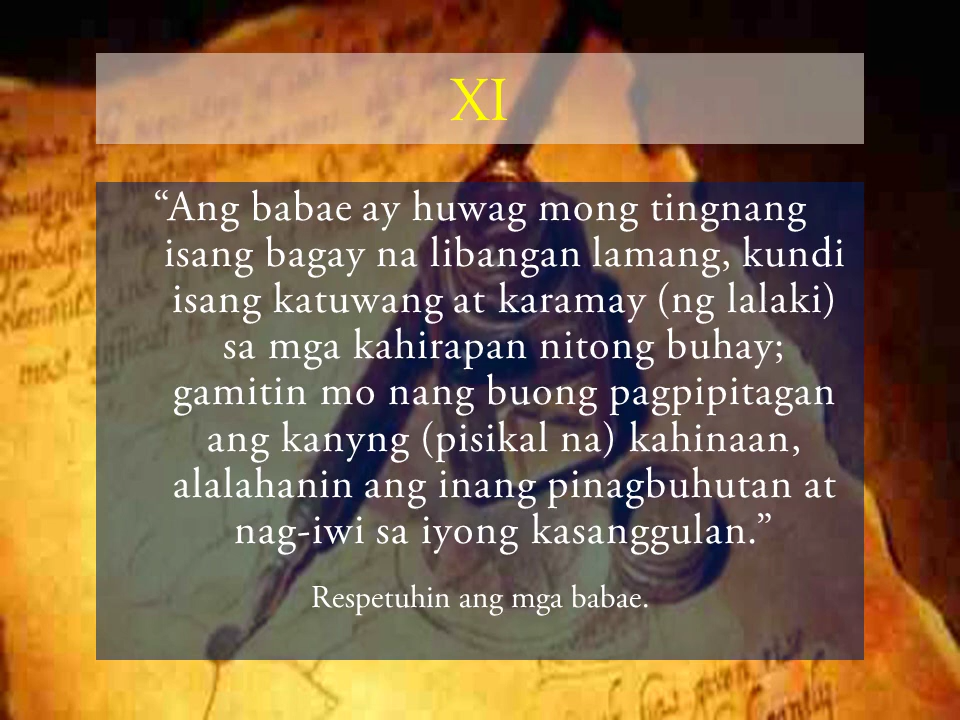 XI
“Ang babae ay huwag mong tingnang
isang bagay na libangan lamang, kundi
isang katuwang at karamay (ng lalaki)
sa mga kahirapan nitong buhay;
gamitin mo nang buong pagpipitagan
ang kanyng (pisikal na) kahinaan,
alalahanin ang inang pinagbuhutan at
nag-iwi sa iyong kasanggulan.”
Respetuhin ang mga babae.